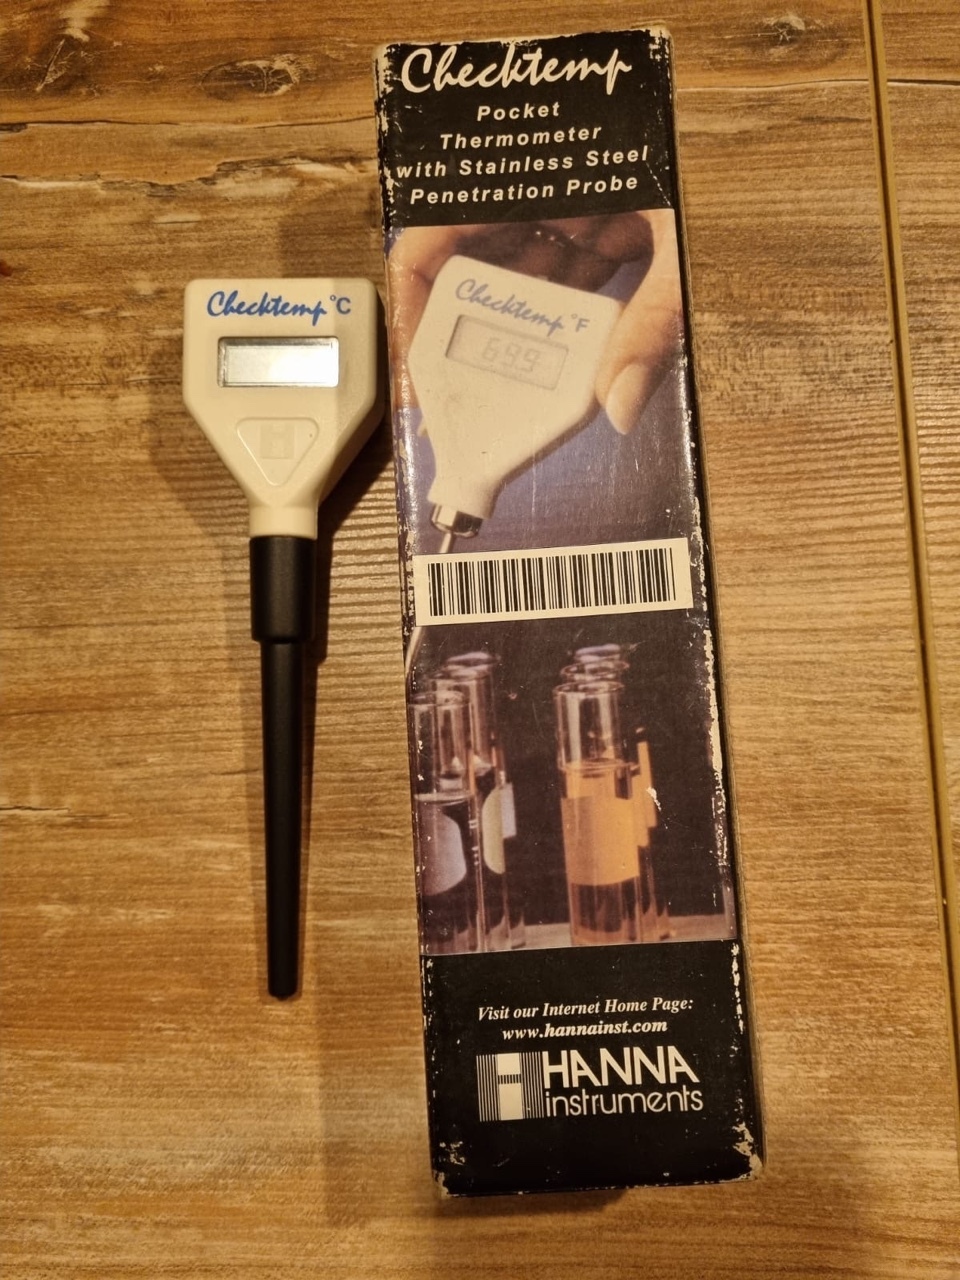 Checktemp
Pocket
Thermometer
with Stainless Steel
Penetration Probe
Checktemp °C
Checktemp °F
69.9
Visit our Internet Home Page:
www.hannainst.com
HANNA
instruments